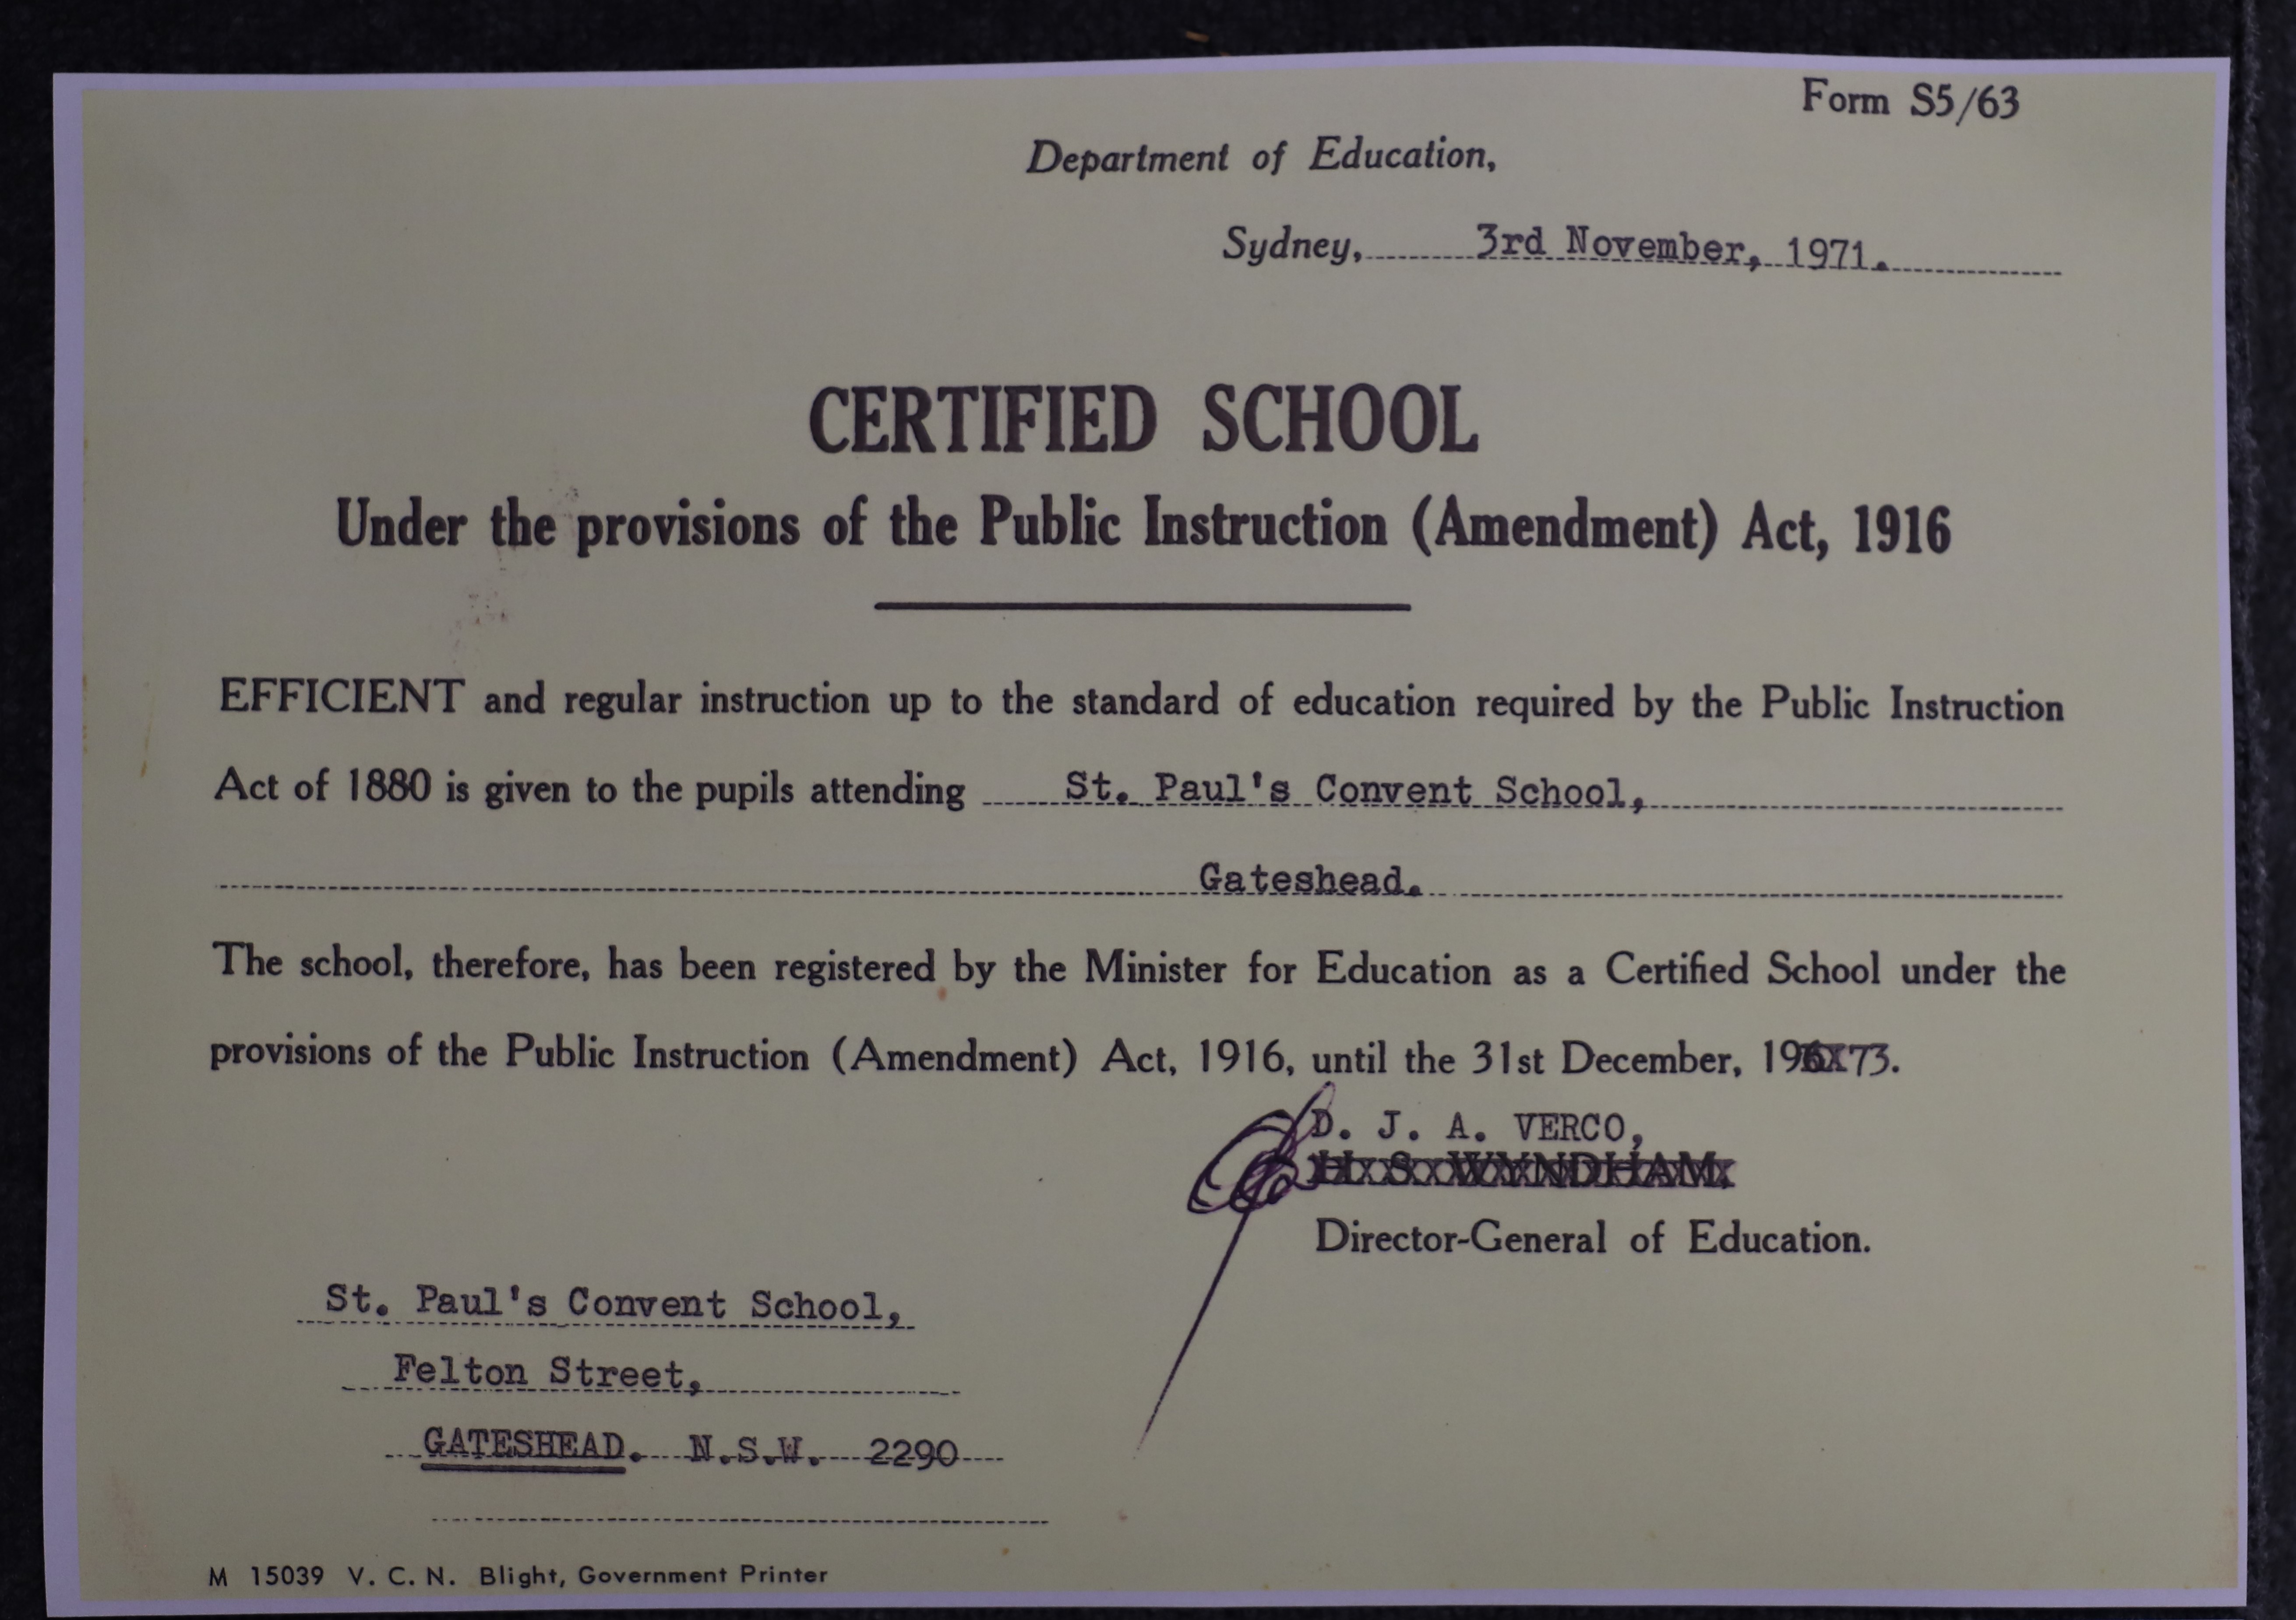 Form S5/63
Department of Education,
Sydney, 3rd November, 1971.
CERTIFIED SCHOOL
Under the provisions of the Public Instruction (Amendment) Act, 1916
EFFICIENT and regular instruction up to the standard of education required by the Public Instruction
Act of 1880 is given to the pupils attending St. Paul's Convent School,
Gateshead.
The school, therefore, has been registered by the Minister for Education as a Certified School under the
provisions of the Public Instruction (Amendment) Act, 1916, until the 31st December, 1973.
D. J. A. VERCO,
H. S. WYNDHAM,
Director-General of Education.
St. Paul's Convent School,
Felton Street,
GATESHEAD. N.S.W. 2290
M 15039 V. C. N. Blight, Government Printer